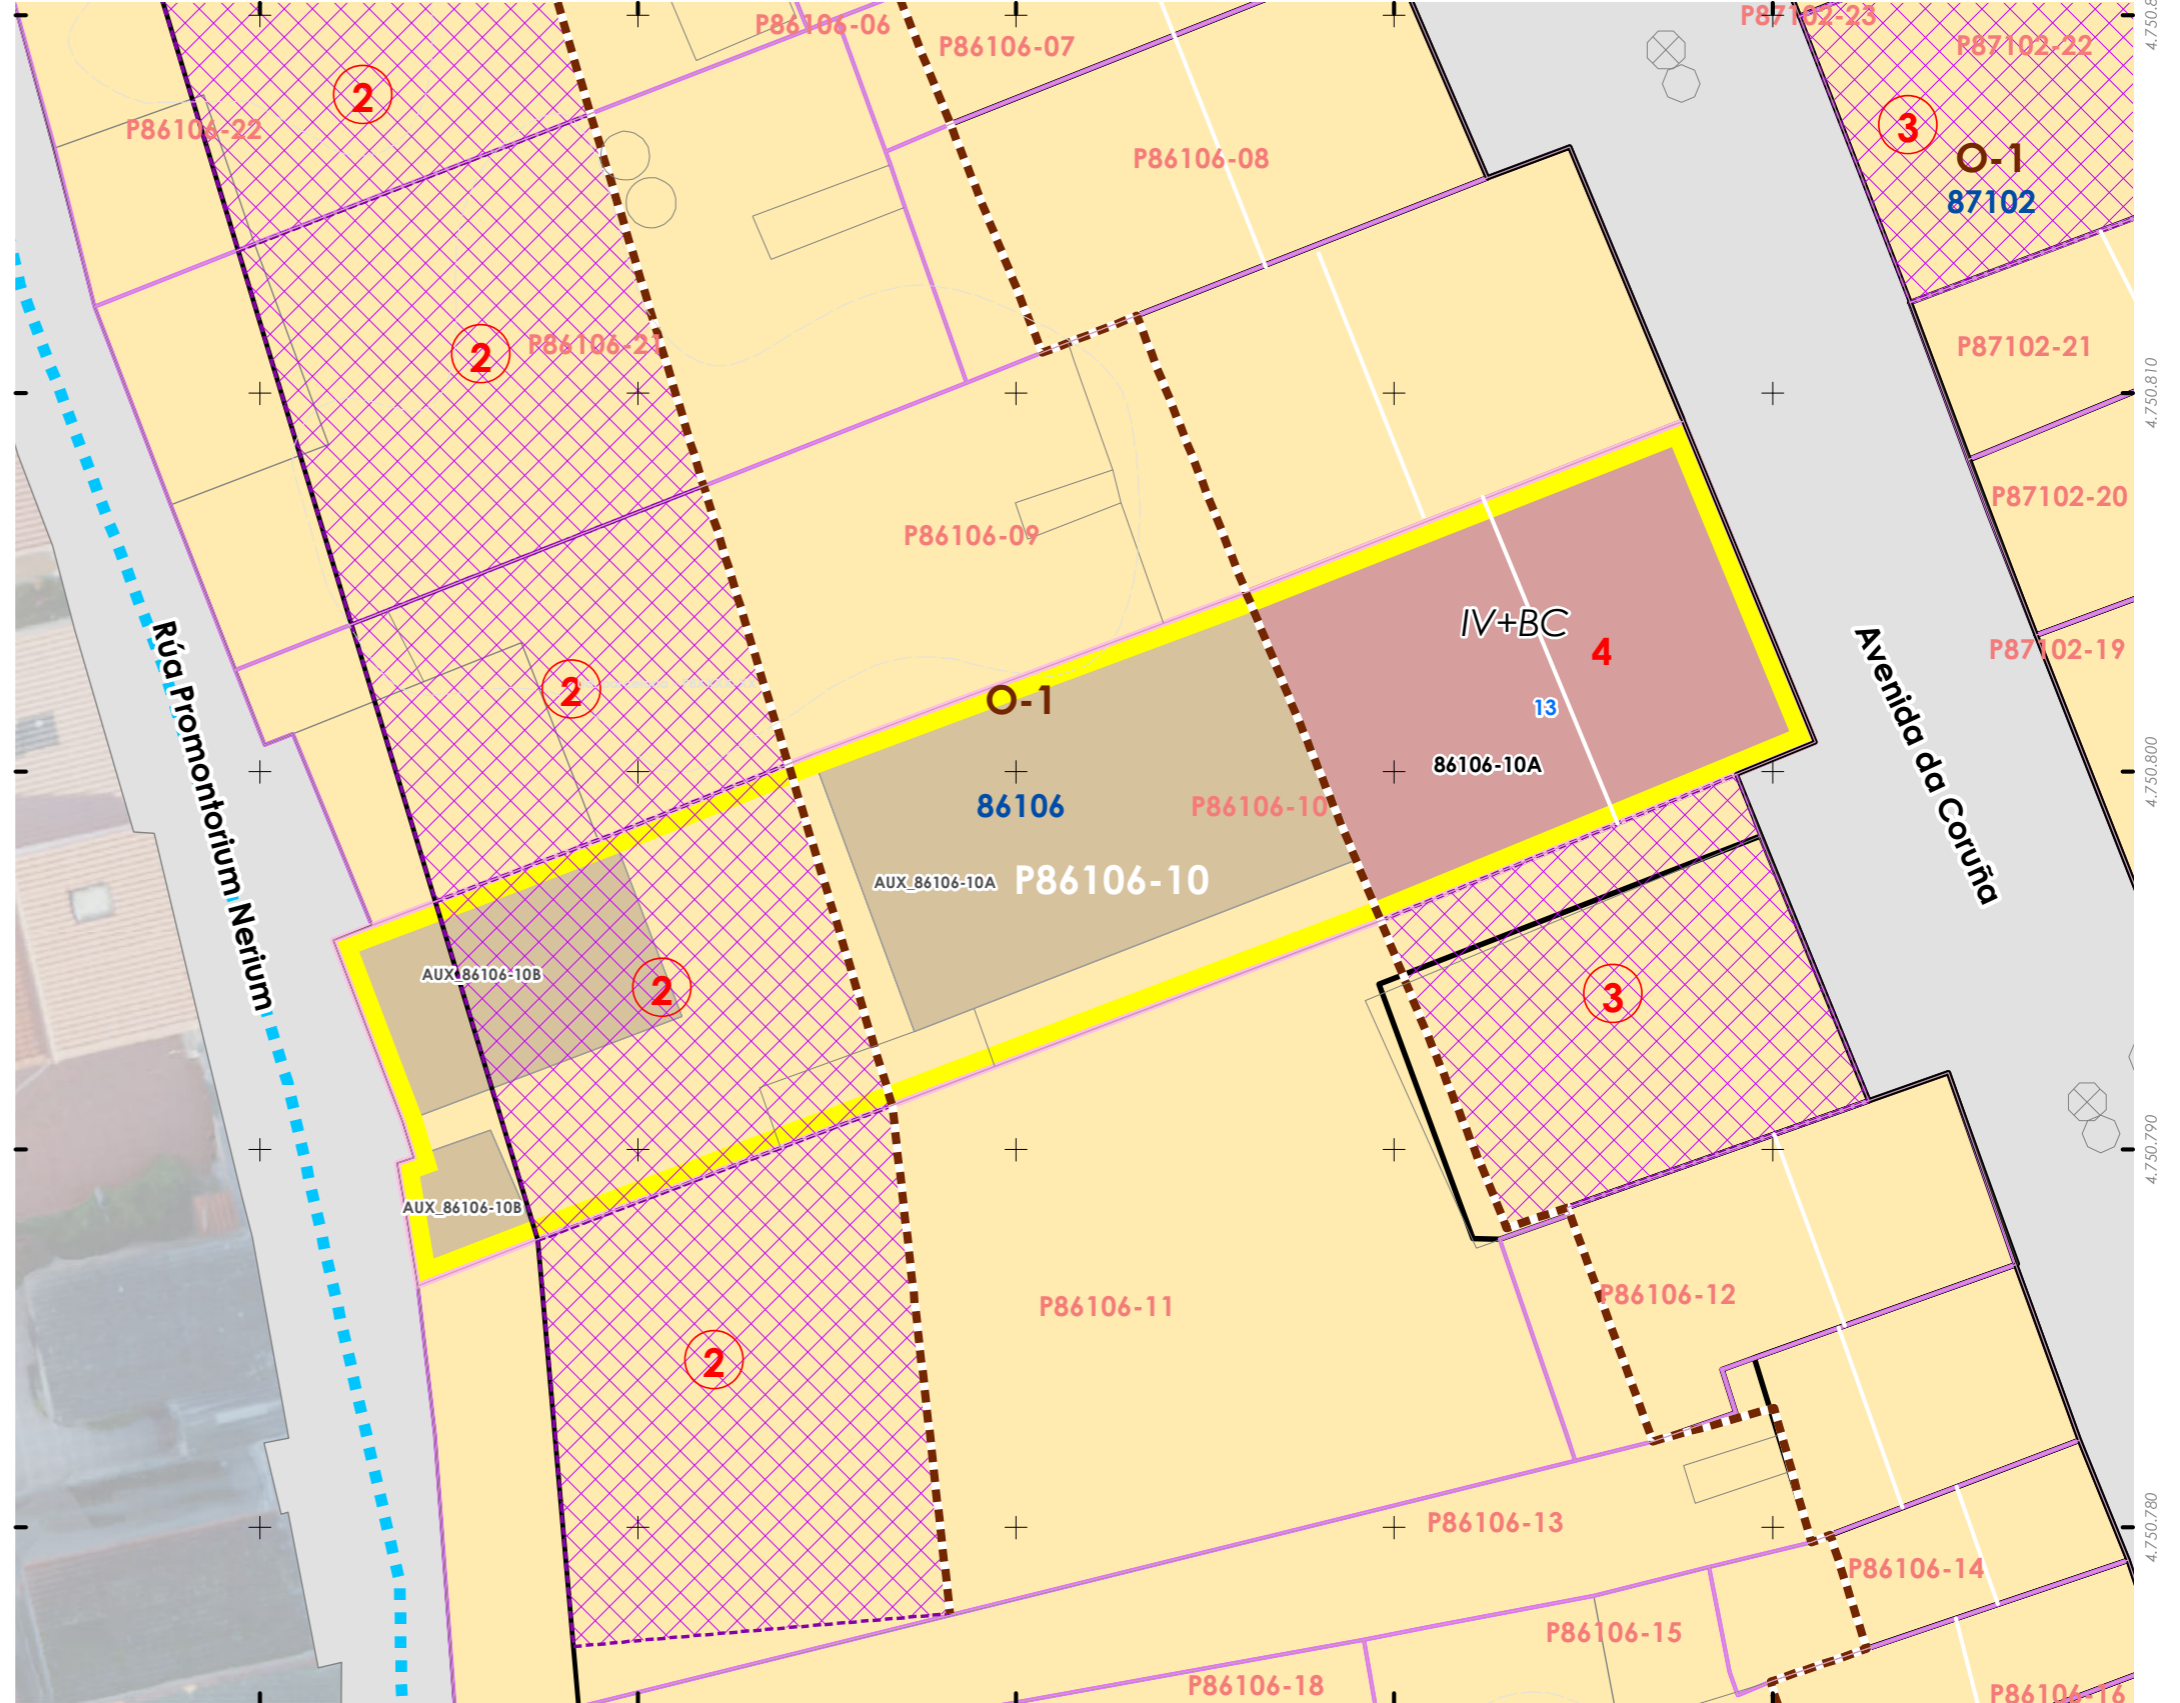 P86106-06
P86106-07
P87102-23
P87102-22
2
P86106-22
3
O-1
87102
P86106-08
2
P86106-21
P87102-21
4.750.810
P87102-20
P86106-09
IV+BC
4
P87102-19
Rúa Promontorium Nerium
2
O-1
13
86106-10A
Avenida da Coruña
4.750.800
86106
P86106-10
AUX_86106-10A
P86106-10
AUX_86106-10B
2
3
AUX_86106-10B
4.750.790
P86106-11
P86106-12
2
P86106-13
4.750.780
P86106-14
P86106-15
P86106-18
P86106-16